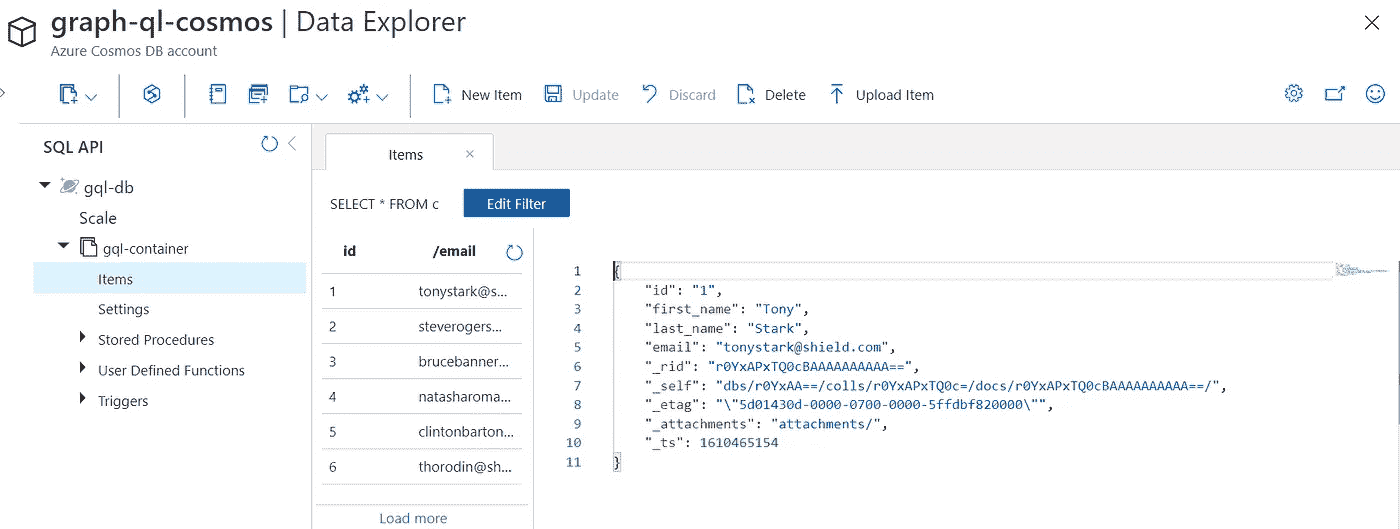 graph-ql-cosmos | Data Explorer
Azure Cosmos DB account
New Item Update Discard Delete Upload Item
SQL API
gql-db
Scale
gql-container
Items
Settings
Stored Procedures
User Defined Functions
Triggers
Items
SELECT * FROM c Edit Filter
id /email
1 tonystark@s...
2 steverogers...
3 brucebanner...
4 natasharoma...
5 clintonbarton...
6 thorodin@sh...
Load more
1 {
2 "id": "1",
3 "first_name": "Tony",
4 "last_name": "Stark",
5 "email": "tonystark@shield.com",
6 "_rid": "r0YxAPxTQ0cBAAAAAAAAAA==",
7 "_self": "dbs/r0YxAA==/colls/r0YxAPxTQ0c=/docs/r0YxAPxTQ0cBAAAAAAAAAA==/",
8 "_etag": "\"5d01430d-0000-0700-0000-5ffdbf820000\"",
9 "_attachments": "attachments/",
10 "_ts": 1610465154
11 }